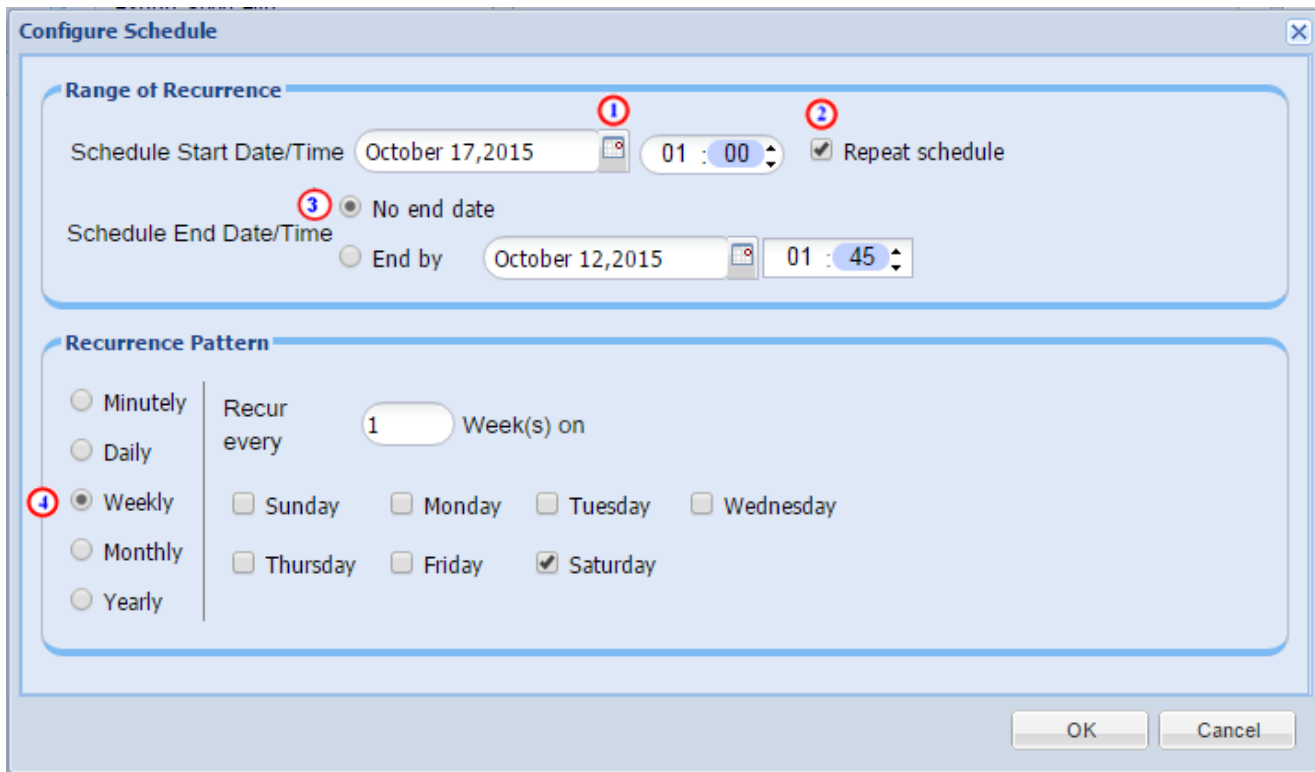 Configure Schedule
Range of Recurrence
1 2
Schedule Start Date/Time October 17,2015 01 : 00 Repeat schedule
3 No end date
Schedule End Date/Time
End by October 12,2015 01 : 45
Recurrence Pattern
Minutely
Recur every 1 Week(s) on
Daily
4 Weekly
Sunday Monday Tuesday Wednesday
Monthly
Thursday Friday Saturday
Yearly
OK Cancel